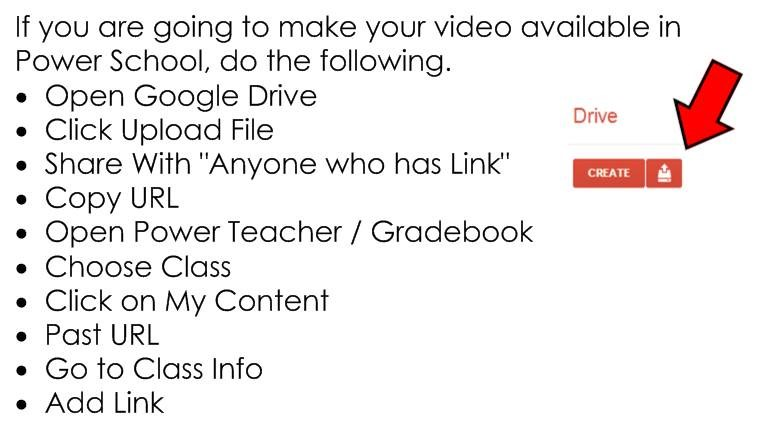 If you are going to make your video available in
Power School, do the following.
• Open Google Drive
• Click Upload File
• Share With "Anyone who has Link"
• Copy URL
• Open Power Teacher / Gradebook
• Choose Class
• Click on My Content
• Past URL
• Go to Class Info
• Add Link
Drive
CREATE